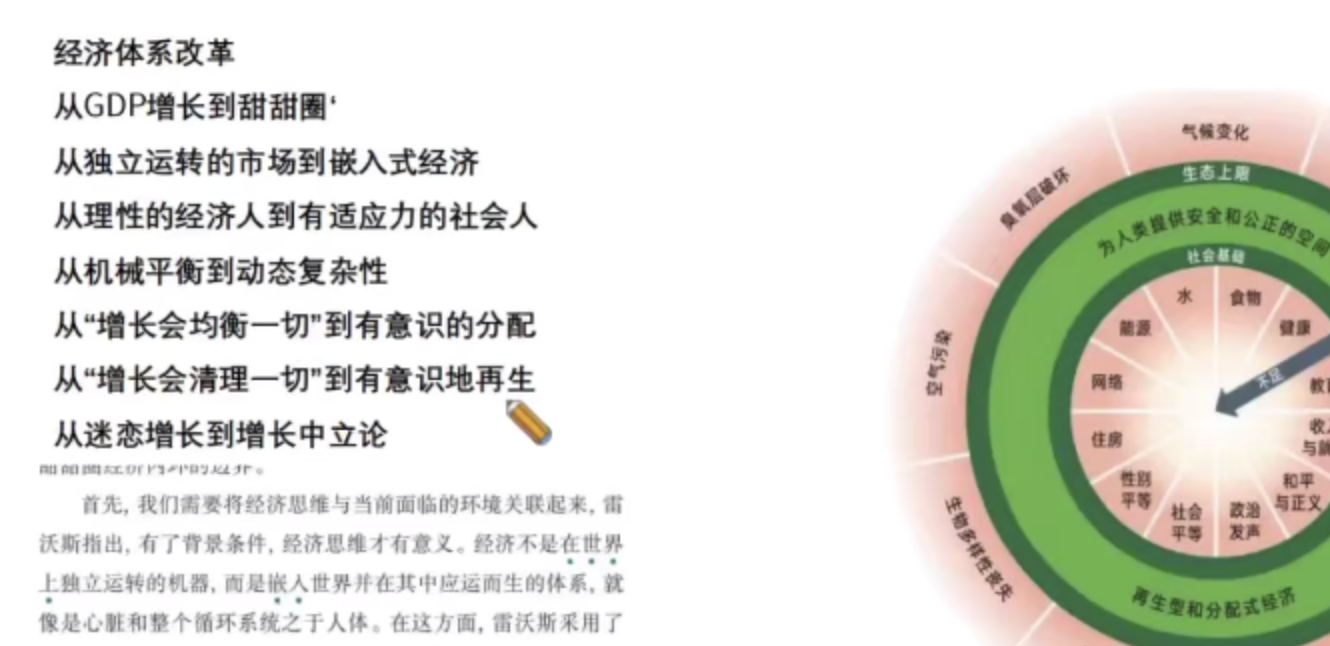 经济体系改革
从GDP增长到甜甜圈‘
从独立运转的市场到嵌入式经济
从理性的经济人到有适应力的社会人
从机械平衡到动态复杂性
从“增长会均衡一切”到有意识的分配
从“增长会清理一切”到有意识地再生
从迷恋增长到增长中立论
首先, 我们需要将经济思维与当前面临的环境关联起来, 雷
沃斯指出, 有了背景条件, 经济思维才有意义。经济不是在世界
上独立运转的机器, 而是嵌入世界并在其中应运而生的体系, 就
像是心脏和整个循环系统之于人体。在这方面, 雷沃斯采用了
气候变化
臭氧层破坏
空气污染
生物多样性丧失
生态上限
为人类提供安全和公正的空间
社会基础
水
食物
健康
能源
不足
网络
住房
性别
平等
社会
平等
政治
发声
和平
与正义
再生型和分配式经济